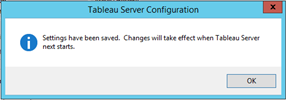 Tableau Server Configuration
x
Settings have been saved. Changes will take effect when Tableau Server
next starts.
OK